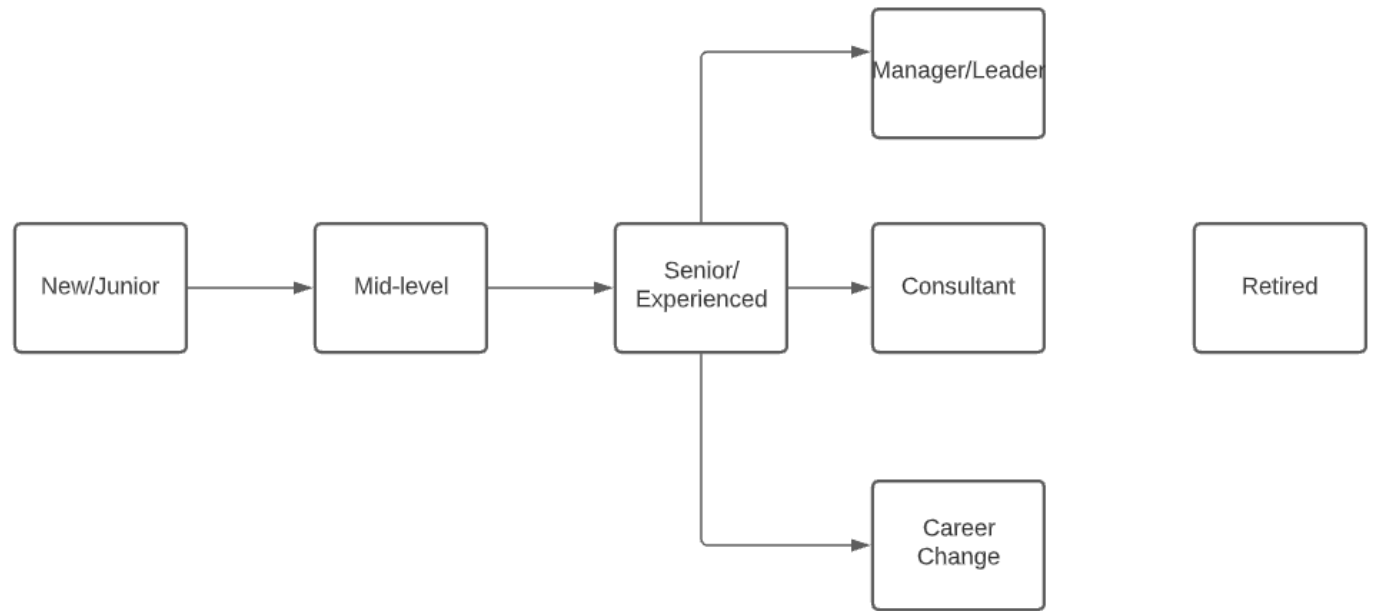 Manager/Leader
New/Junior
Mid-level
Senior/
Experienced
Consultant
Retired
Career
Change